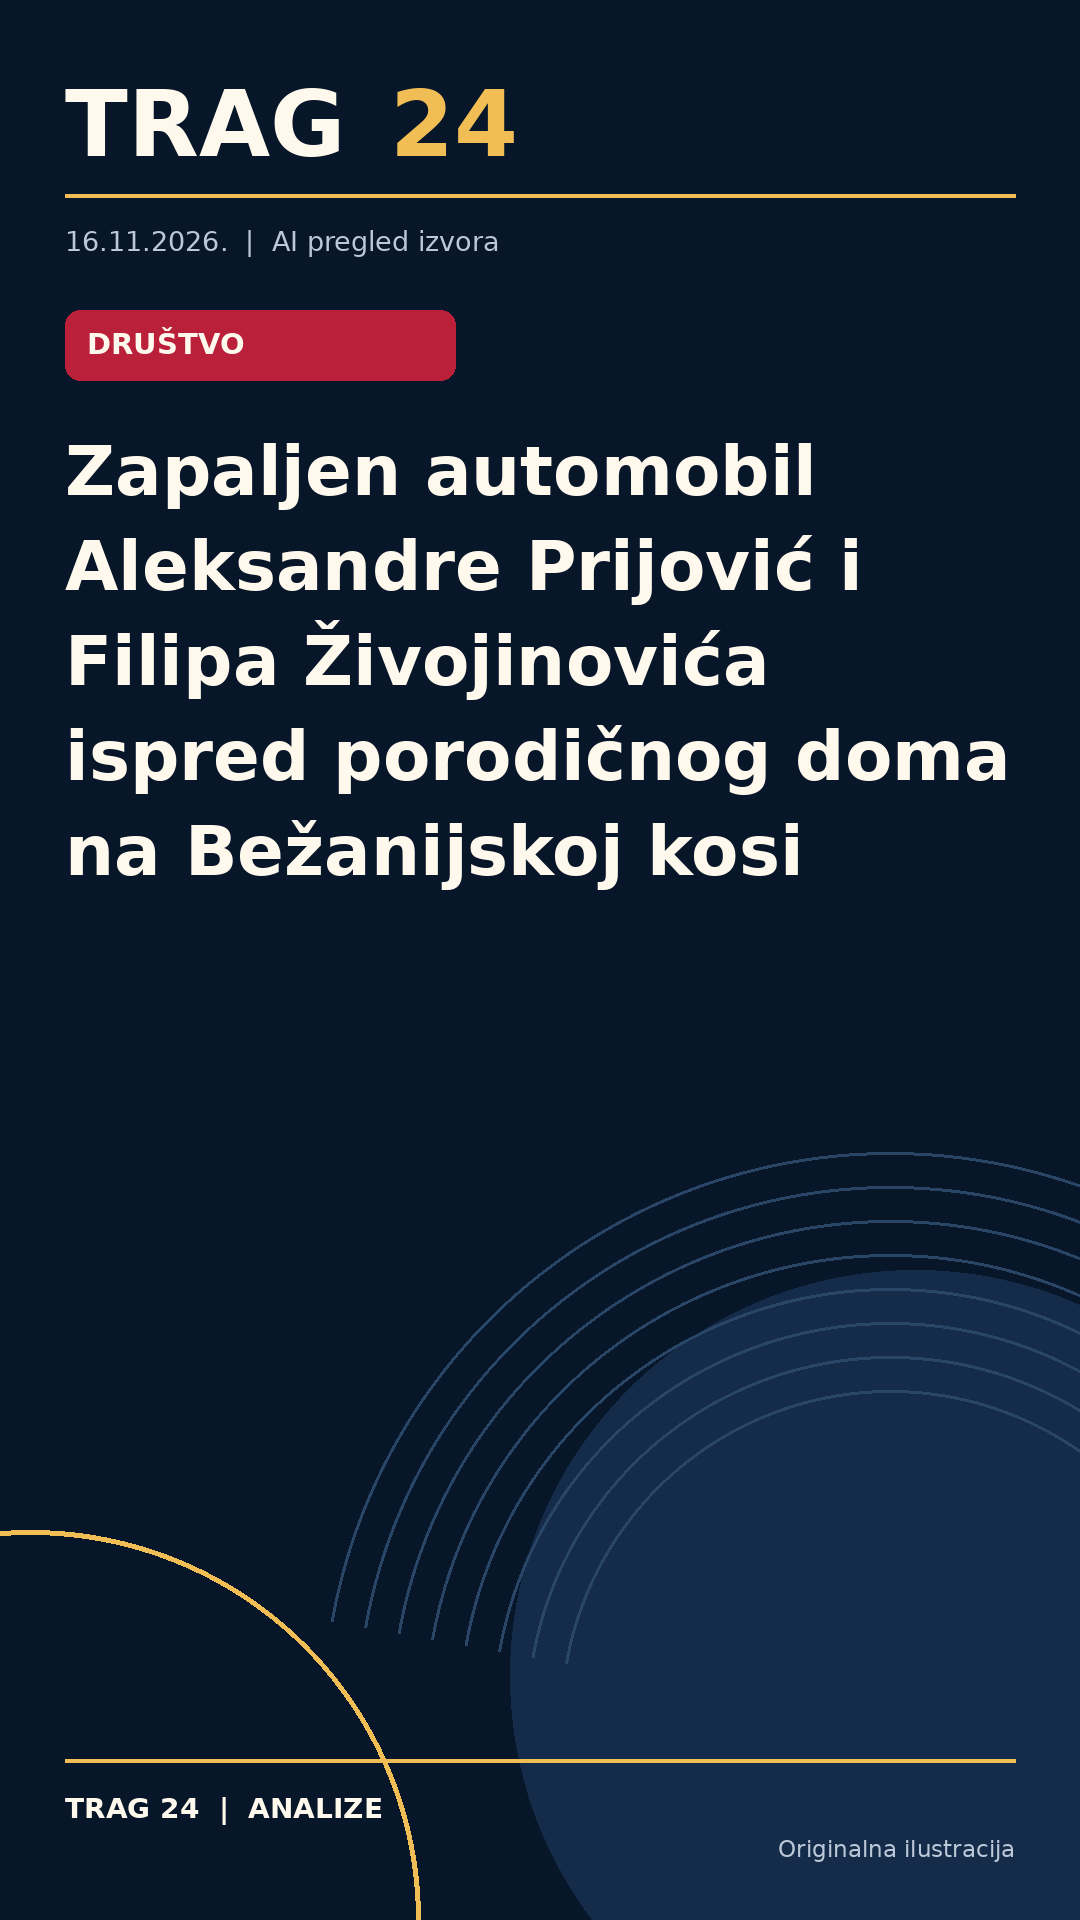 TRAG 24
16.11.2026. | AI pregled izvora
DRUŠTVO
Zapaljen automobil
Aleksandre Prijović i
Filipa Živojinovića
ispred porodičnog doma
na Bežanijskoj kosi
TRAG 24 | ANALIZE
Originalna ilustracija